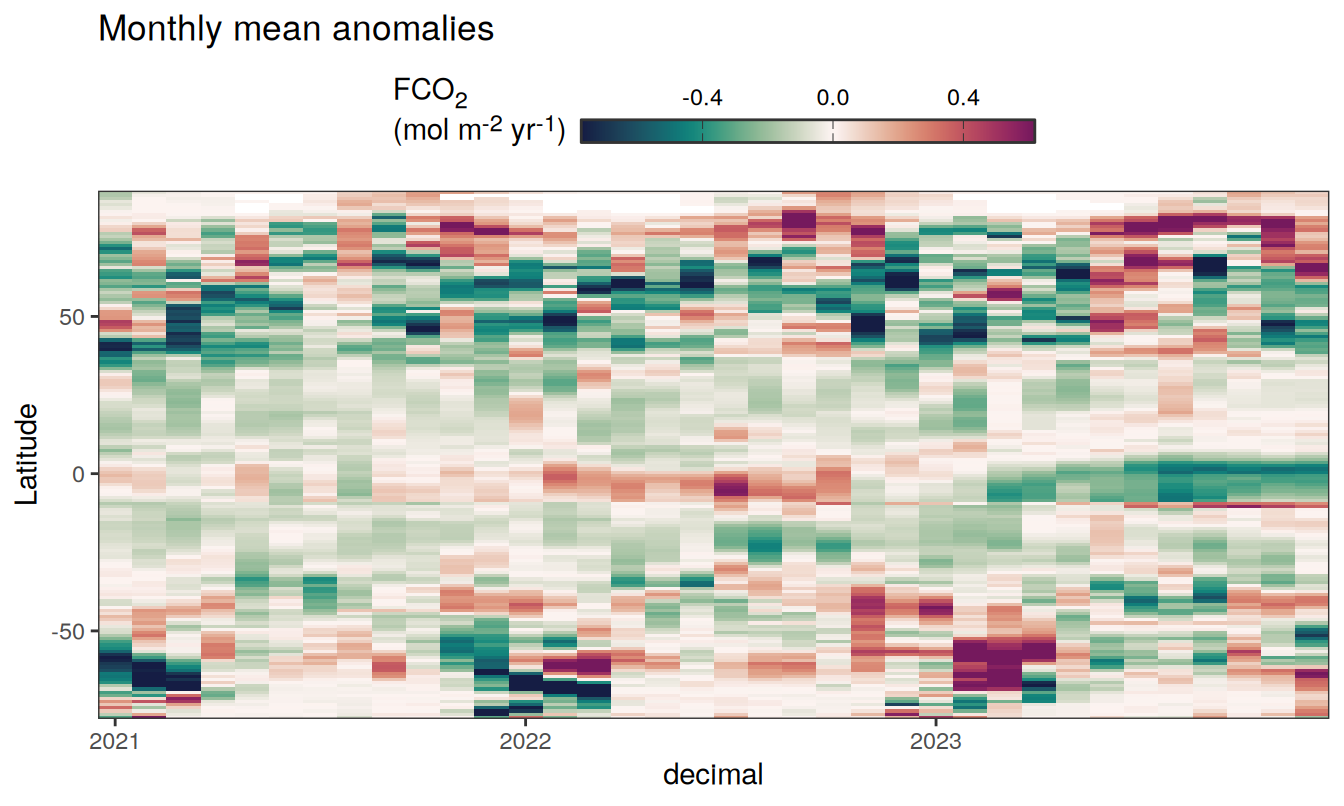 Monthly mean anomalies
FCO₂
(mol m⁻² yr⁻¹)
-0.4 0.0 0.4
50
0
-50
Latitude
2021 2022 2023
decimal